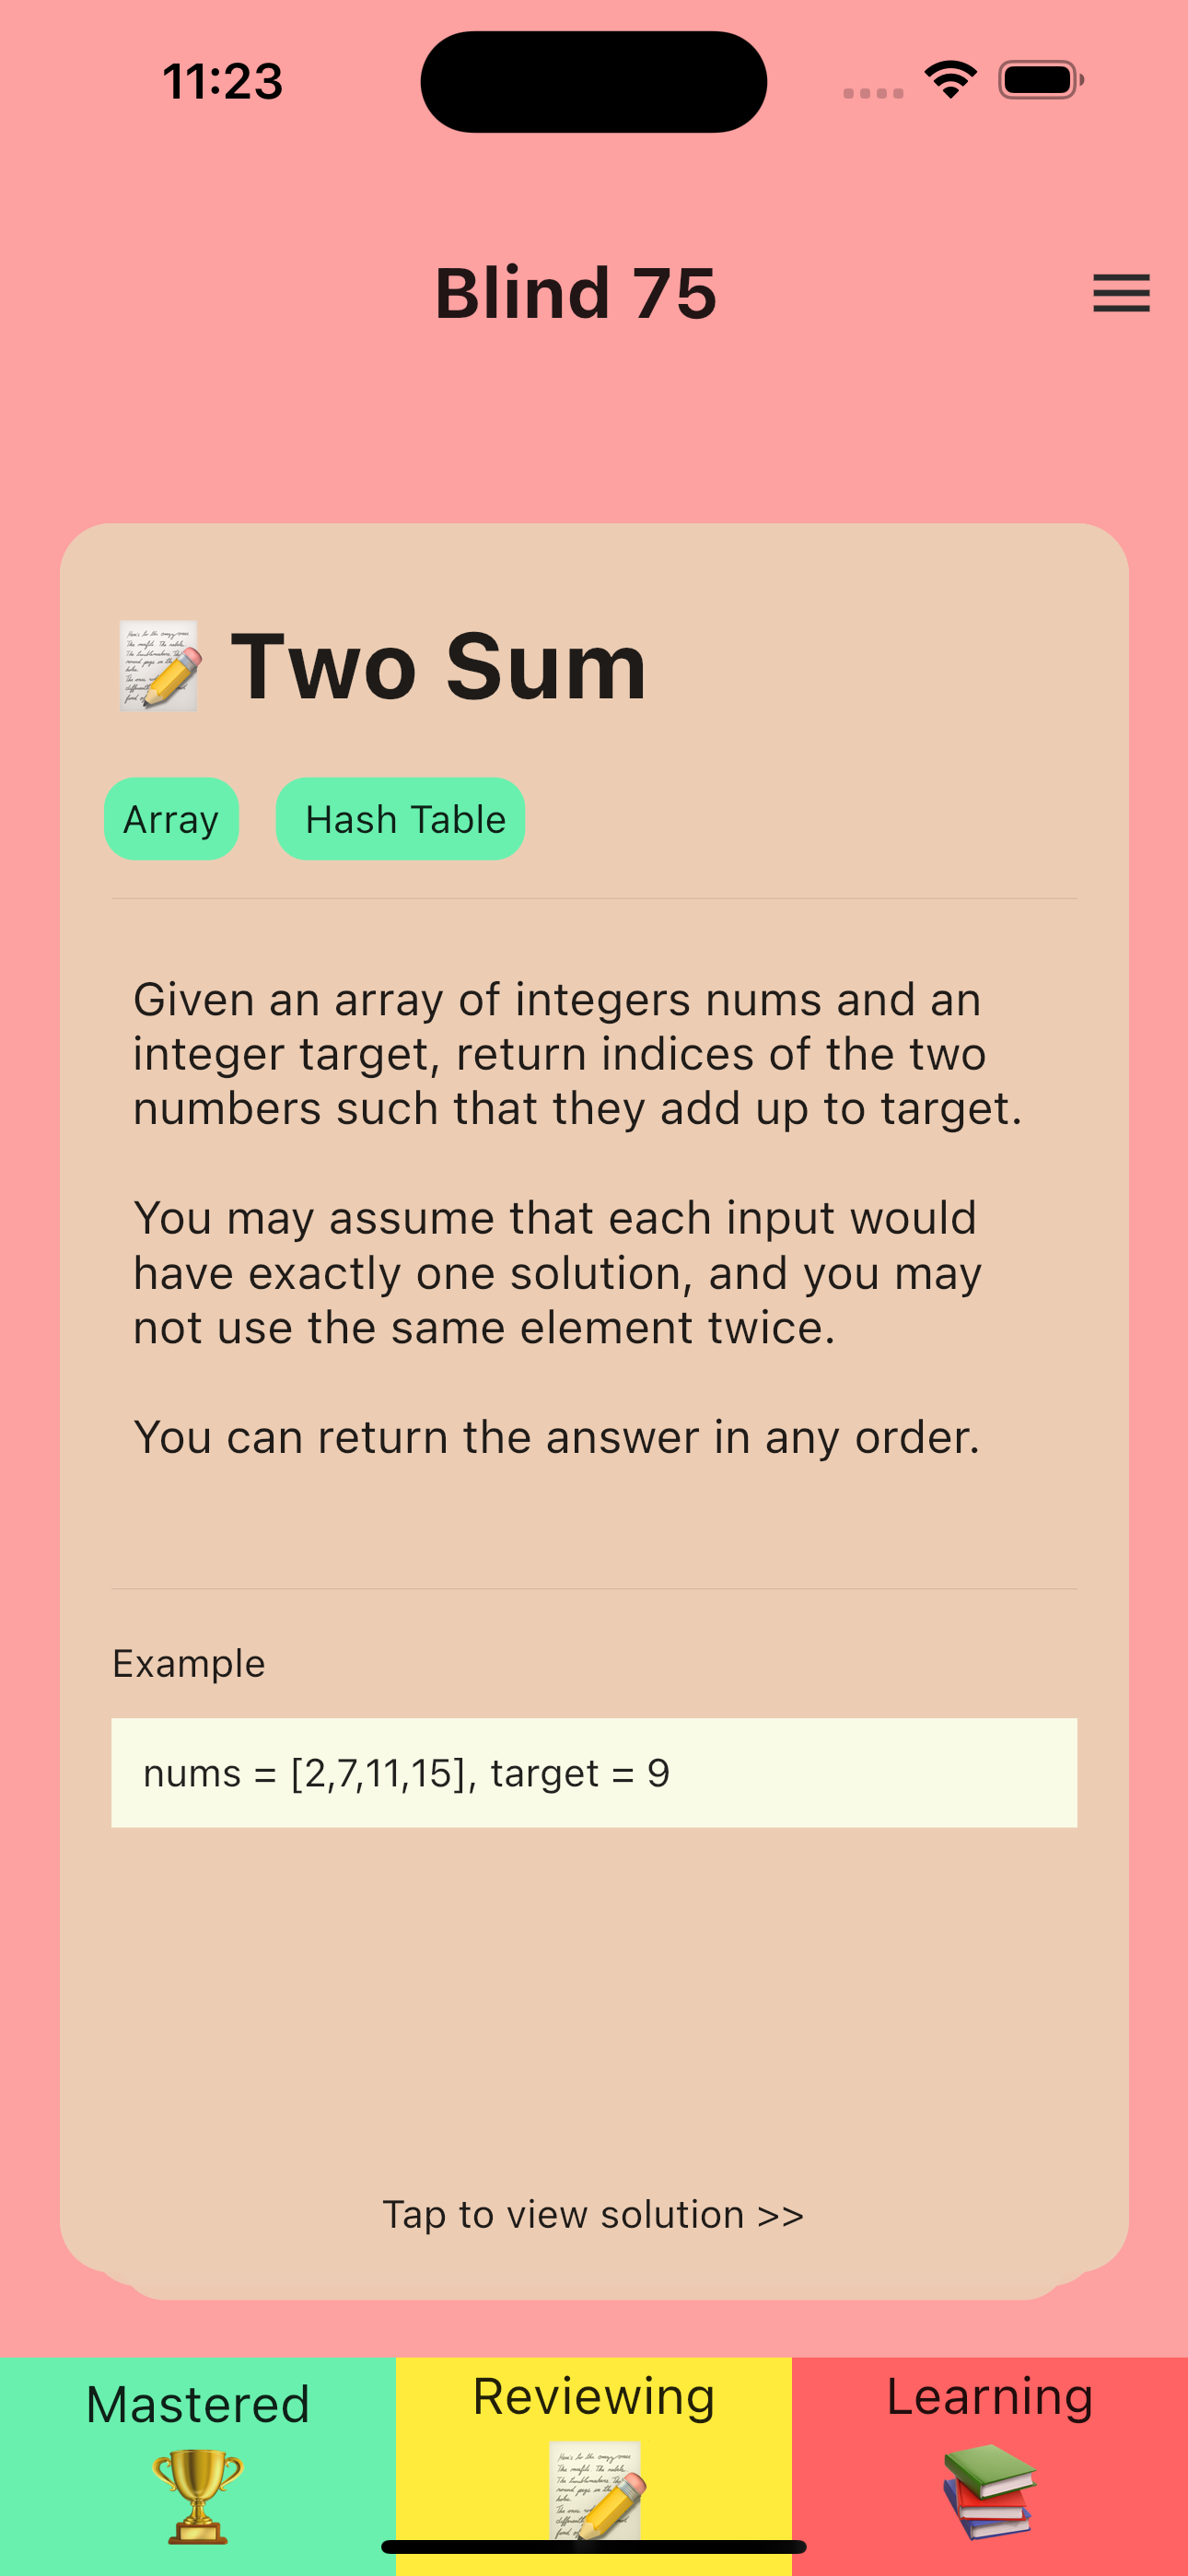 11:23
Blind 75
Two Sum
Array
Hash Table
Given an array of integers nums and an
integer target, return indices of the two
numbers such that they add up to target.
You may assume that each input would
have exactly one solution, and you may
not use the same element twice.
You can return the answer in any order.
Example
nums = [2,7,11,15], target = 9
Tap to view solution >>
Mastered
Reviewing
Learning